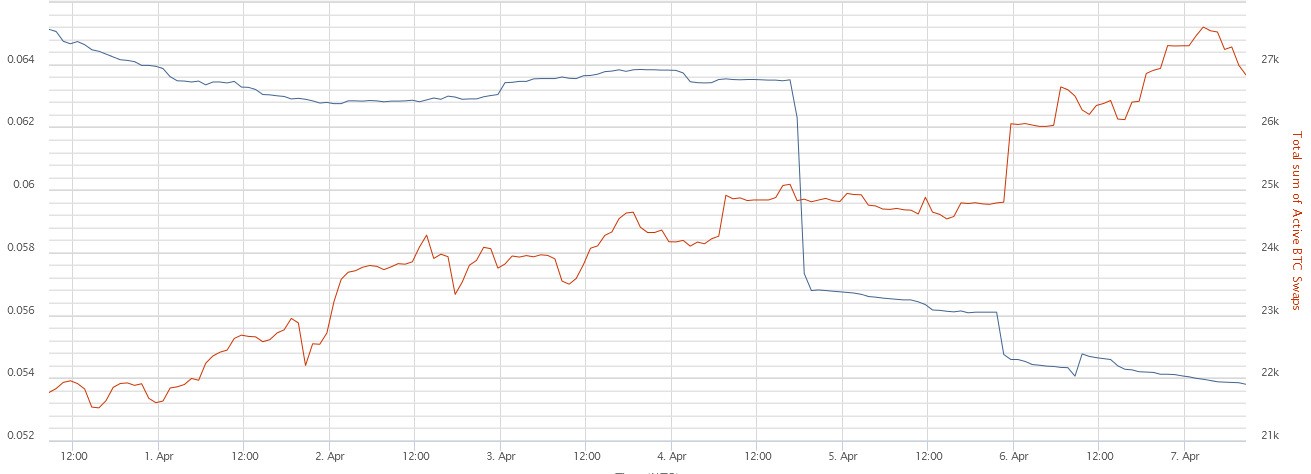 0.064
0.062
0.06
0.058
0.056
0.054
0.052
27k
26k
25k
24k
23k
22k
21k
Total sum of Active BTC Swaps
12:00 1. Apr 12:00 2. Apr 12:00 3. Apr 12:00 4. Apr 12:00 5. Apr 12:00 6. Apr 12:00 7. Apr